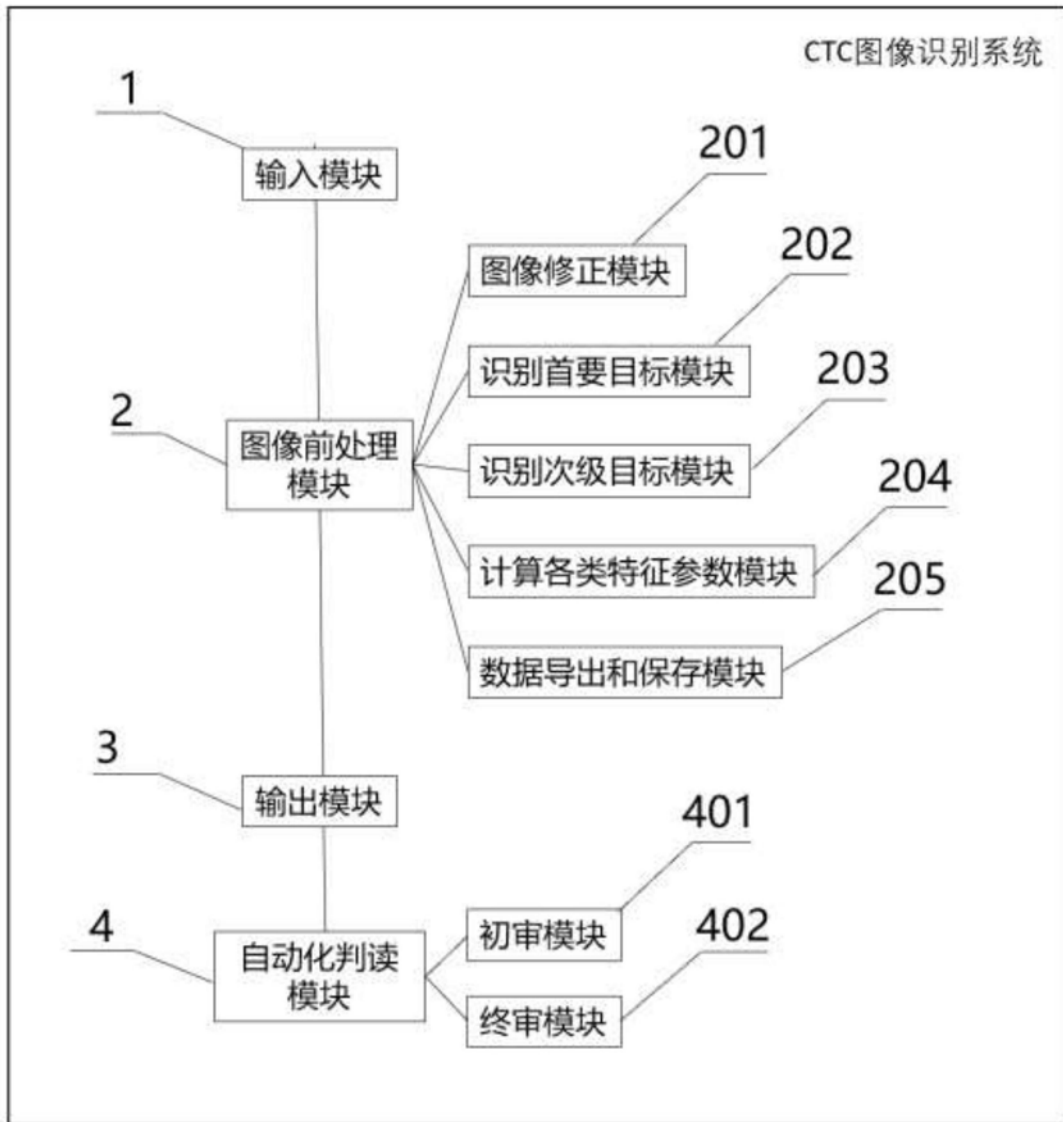 CTC图像识别系统
1
输入模块
201
图像修正模块
202
识别首要目标模块
203
2
图像前处理
模块
识别次级目标模块
204
计算各类特征参数模块
205
数据导出和保存模块
3
输出模块
401
4
初审模块
自动化判读
模块
402
终审模块